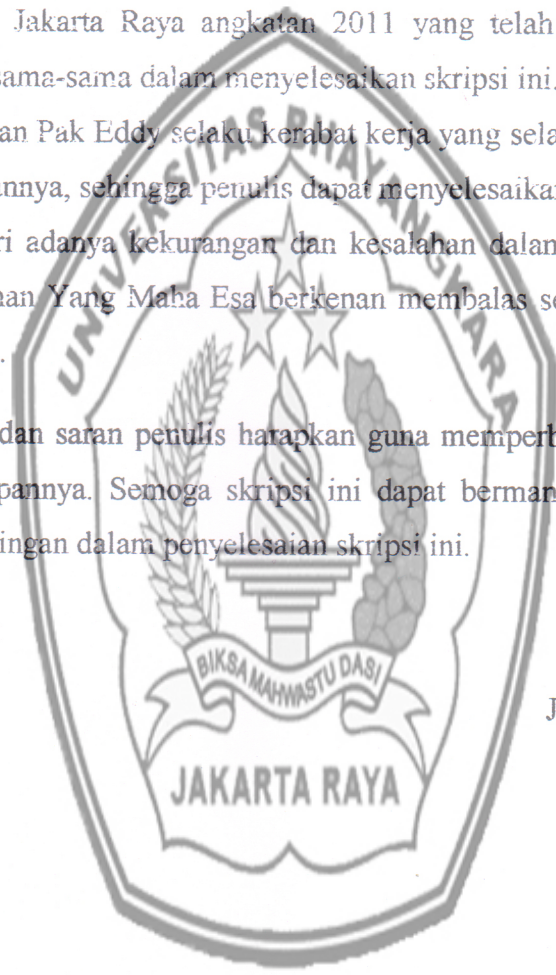 Jakarta Raya angkatan 2011 yang telah
sama-sama dalam menyelesaikan skripsi ini.
an Pak Eddy selaku kerabat kerja yang sela
annya, sehingga penulis dapat menyelesaika
ri adanya kekurangan dan kesalahan dalam
han Yang Maha Esa berkenan membalas se
.
dan saran penulis harapkan guna memperb
pannya. Semoga skripsi ini dapat berman
ingan dalam penyelesaian skripsi ini.
J
UNIVERSITAS BHAYANGKARA
BIKSA MAHWASTU DASI
JAKARTA RAYA